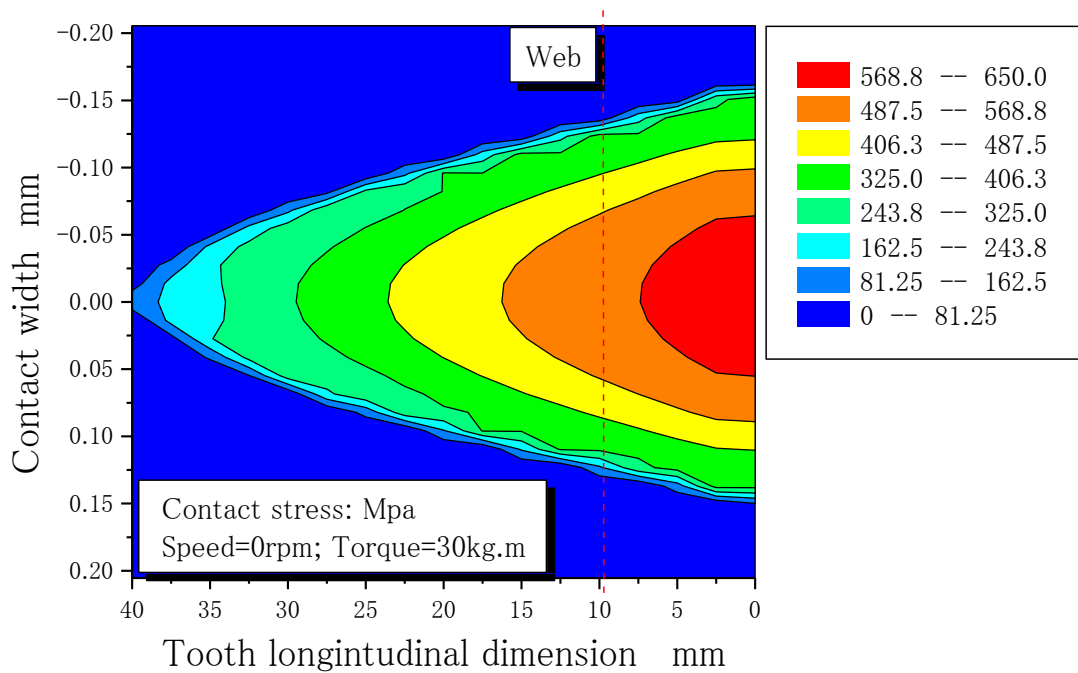 -0.20
-0.15
-0.10
-0.05
0.00
0.05
0.10
0.15
0.20
Contact width mm
Web
Contact stress: Mpa
Speed=0rpm; Torque=30kg.m
40 35 30 25 20 15 10 5 0
Tooth longintudinal dimension mm
568.8 -- 650.0
487.5 -- 568.8
406.3 -- 487.5
325.0 -- 406.3
243.8 -- 325.0
162.5 -- 243.8
81.25 -- 162.5
0 -- 81.25